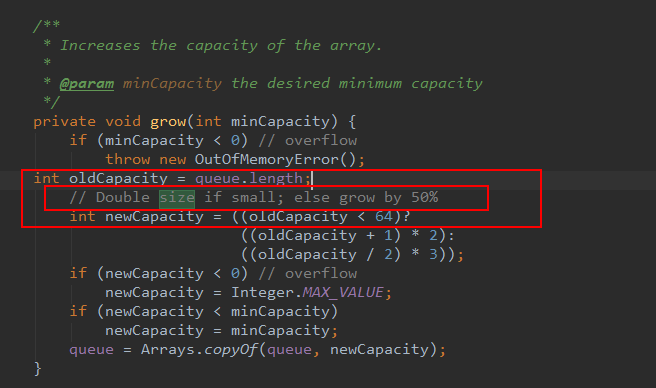 /**
 * Increases the capacity of the array.
 *
 * @param minCapacity the desired minimum capacity
 */
private void grow(int minCapacity) {
    if (minCapacity < 0) // overflow
        throw new OutOfMemoryError();
int oldCapacity = queue.length;
    // Double size if small; else grow by 50%
    int newCapacity = ((oldCapacity < 64)?
                       ((oldCapacity + 1) * 2):
                       ((oldCapacity / 2) * 3));
    if (newCapacity < 0) // overflow
        newCapacity = Integer.MAX_VALUE;
    if (newCapacity < minCapacity)
        newCapacity = minCapacity;
    queue = Arrays.copyOf(queue, newCapacity);
}